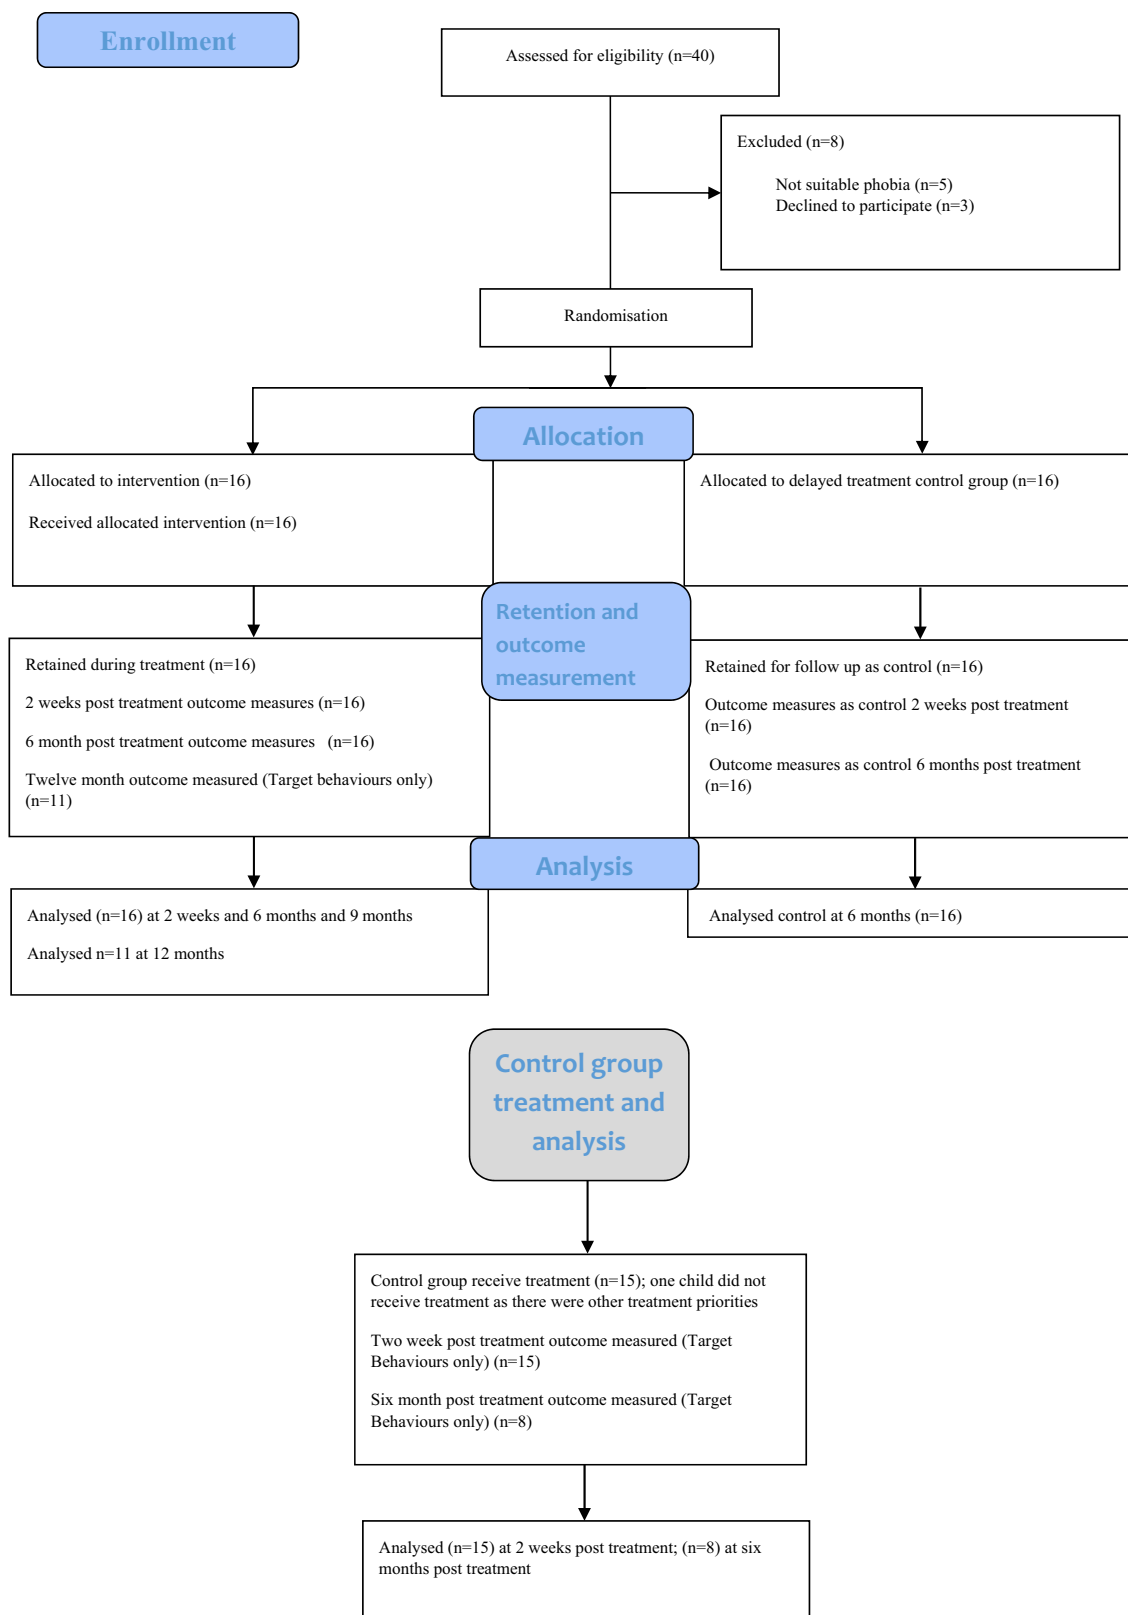 Enrollment
Assessed for eligibility (n=40)
Excluded (n=8)
Not suitable phobia (n=5)
Declined to participate (n=3)
Randomisation
Allocation
Allocated to intervention (n=16)
Received allocated intervention (n=16)
Allocated to delayed treatment control group (n=16)
Retention and
outcome
measurement
Retained during treatment (n=16)
2 weeks post treatment outcome measures (n=16)
6 month post treatment outcome measures (n=16)
Twelve month outcome measured (Target behaviours only)
(n=11)
Retained for follow up as control (n=16)
Outcome measures as control 2 weeks post treatment
(n=16)
Outcome measures as control 6 months post treatment
(n=16)
Analysis
Analysed (n=16) at 2 weeks and 6 months and 9 months
Analysed n=11 at 12 months
Analysed control at 6 months (n=16)
Control group
treatment and
analysis
Control group receive treatment (n=15); one child did not
receive treatment as there were other treatment priorities
Two week post treatment outcome measured (Target
Behaviours only) (n=15)
Six month post treatment outcome measured (Target
Behaviours only) (n=8)
Analysed (n=15) at 2 weeks post treatment; (n=8) at six
months post treatment